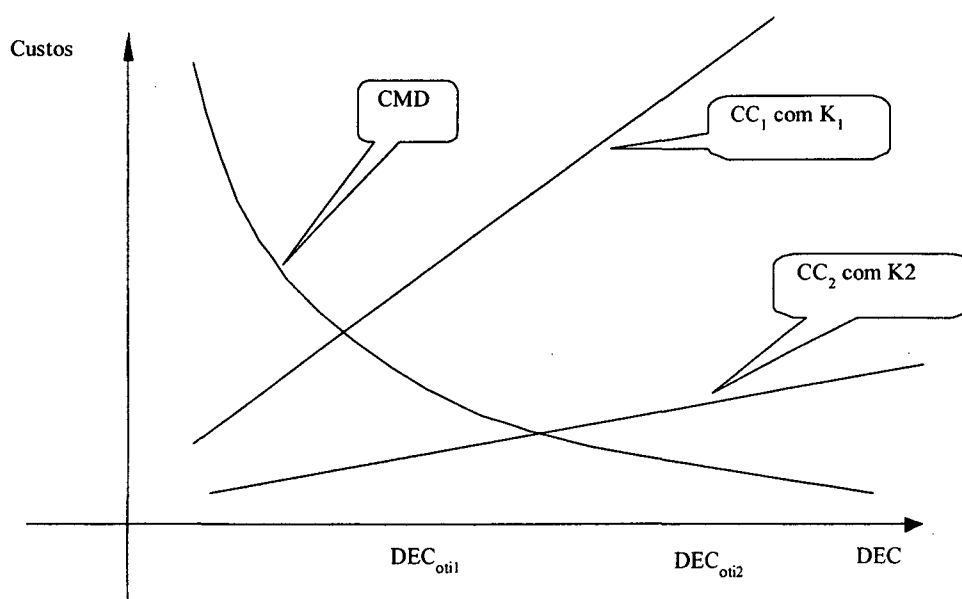 Custos
CMD
CC₁ com K₁
CC₂ com K2
DECoti1
DECoti2
DEC